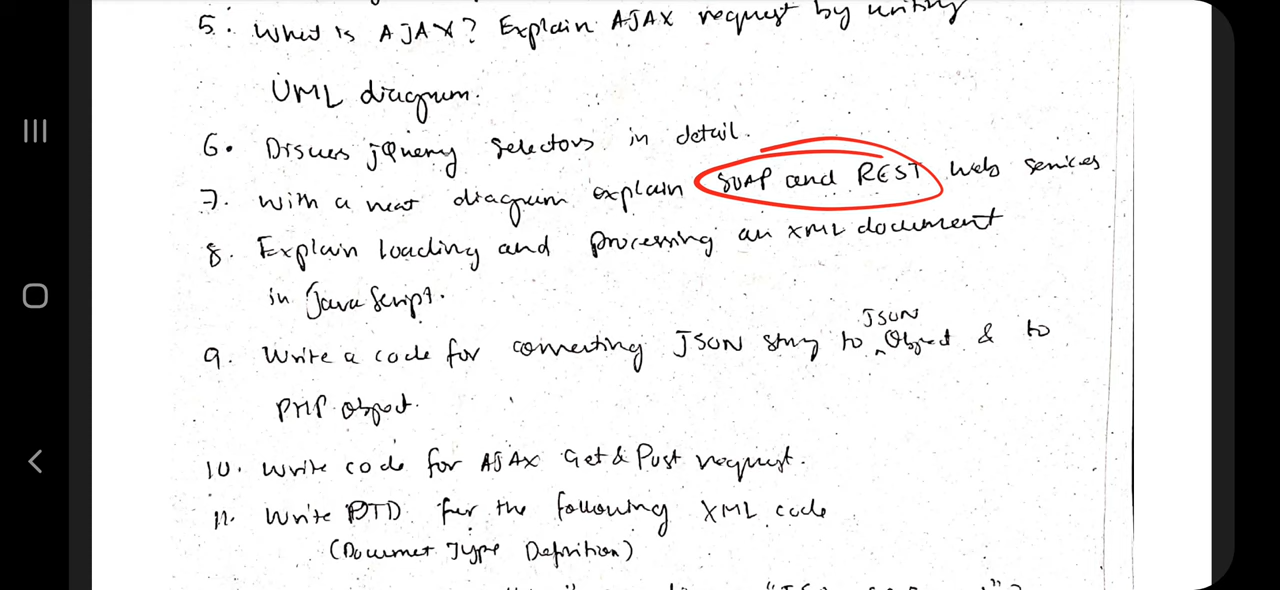 5. What is AJAX? Explain AJAX request by writing
UML diagram.
6. Discuss jQuery selectors in detail.
7. With a neat diagram explain SOAP and REST web services
8. Explain loading and processing an XML document
in JavaScript.
JSON
9. Write a code for converting JSON string to Object & to
PHP object.
10. Write code for AJAX Get & Post request.
11. Write DTD for the following XML code
(Document Type Definition)